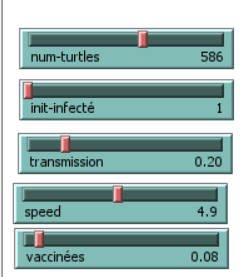 num-turtles 586
init-infecté 1
transmission 0.20
speed 4.9
vaccinées 0.08